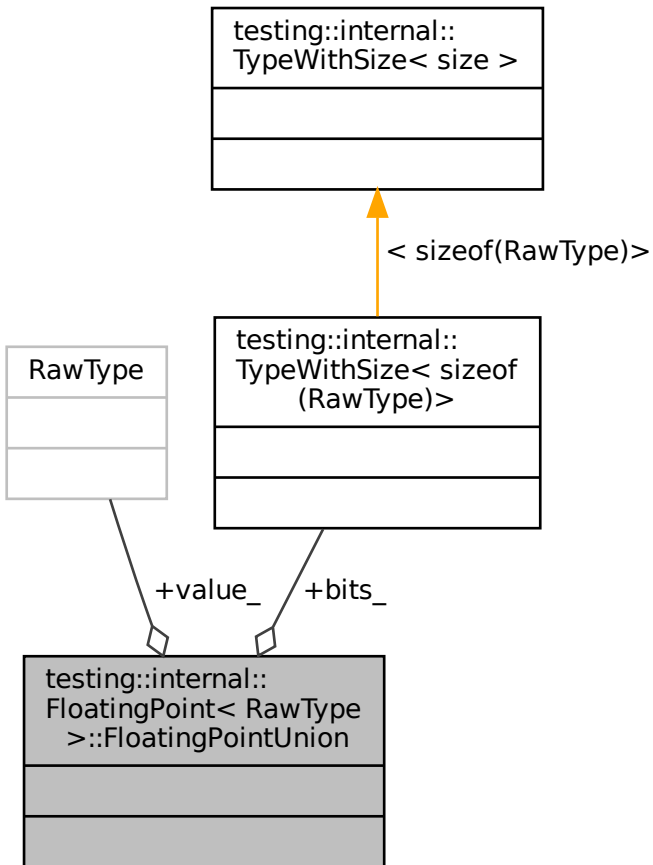 testing::internal::
TypeWithSize< size >
< sizeof(RawType)>
testing::internal::
TypeWithSize< sizeof
(RawType)>
RawType
+value_
+bits_
testing::internal::
FloatingPoint< RawType
>::FloatingPointUnion